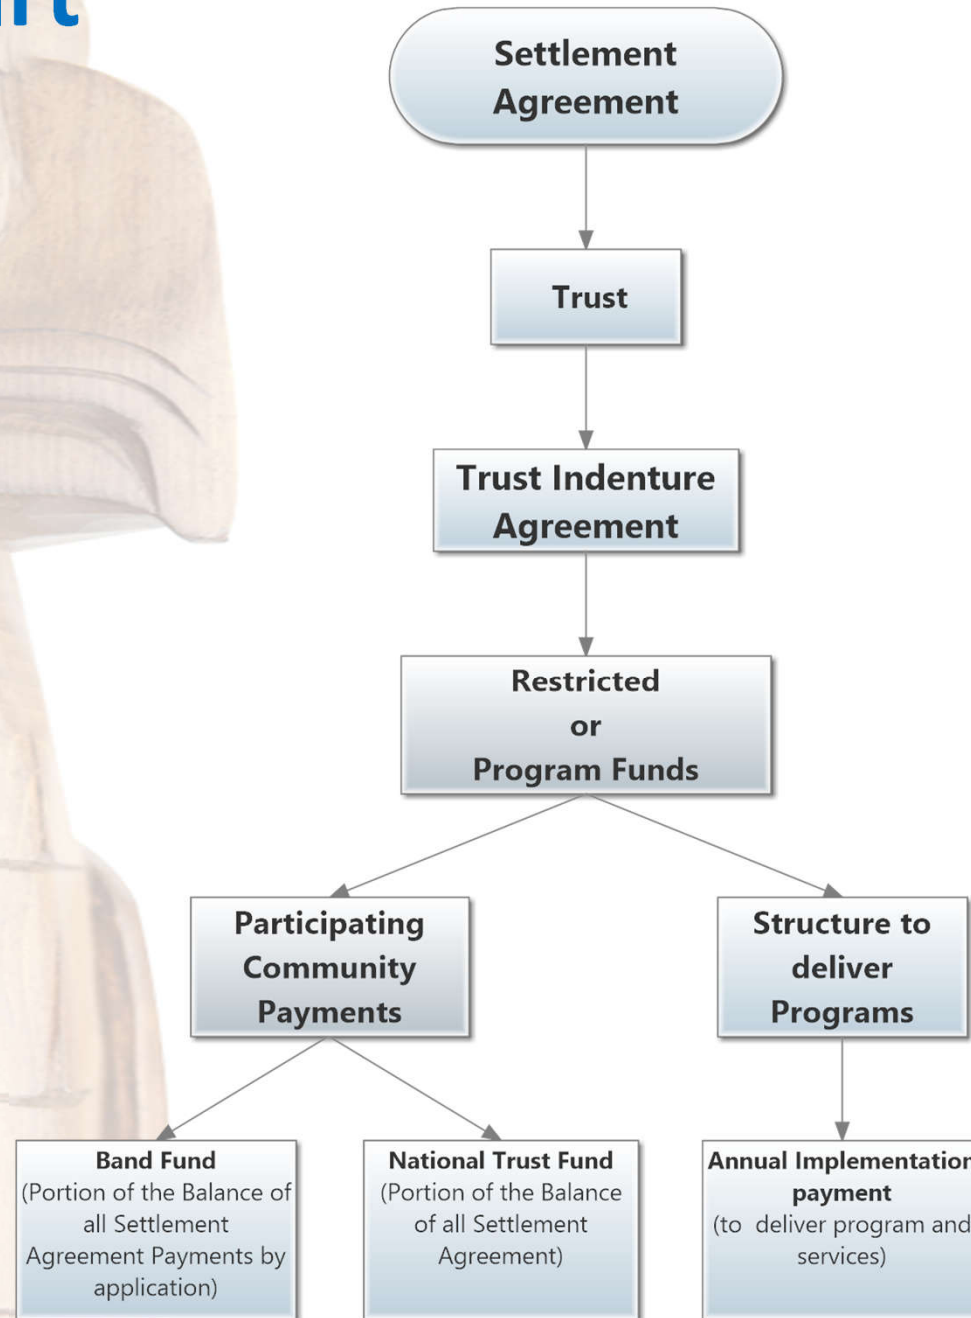 Settlement
Agreement
Trust
Trust Indenture
Agreement
Restricted
or
Program Funds
Participating
Community
Payments
Structure to
deliver
Programs
Band Fund
(Portion of the Balance of
all Settlement
Agreement Payments by
application)
National Trust Fund
(Portion of the Balance
of all Settlement
Agreement)
Annual Implementation
payment
(to deliver program and
services)